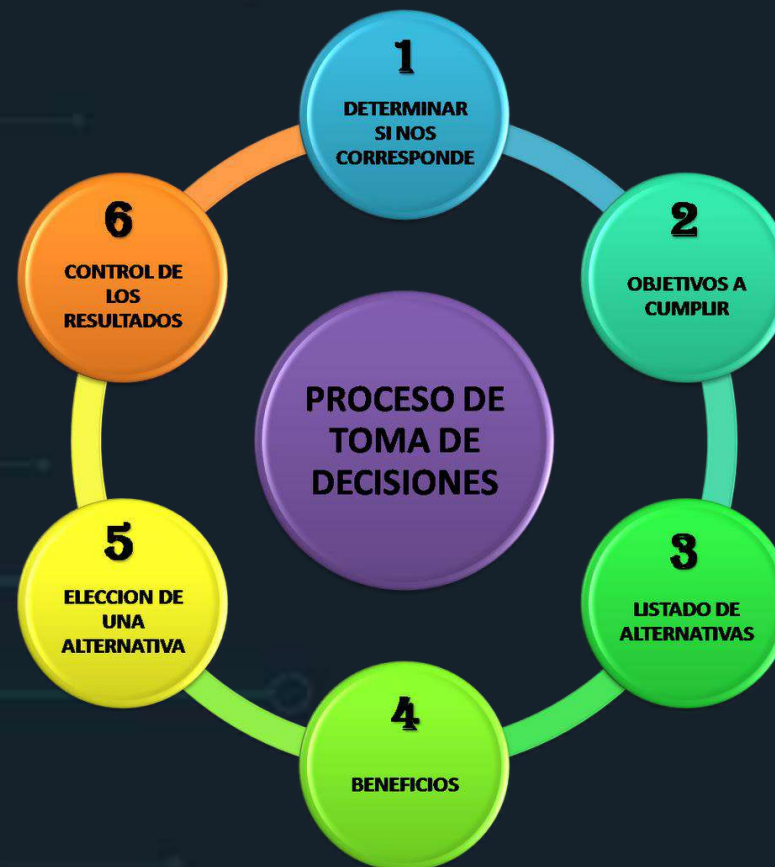 1
DETERMINAR
SI NOS
CORRESPONDE
2
OBJETIVOS A
CUMPLIR
3
LISTADO DE
ALTERNATIVAS
4
BENEFICIOS
5
ELECCION DE
UNA
ALTERNATIVA
6
CONTROL DE
LOS
RESULTADOS
PROCESO DE
TOMA DE
DECISIONES